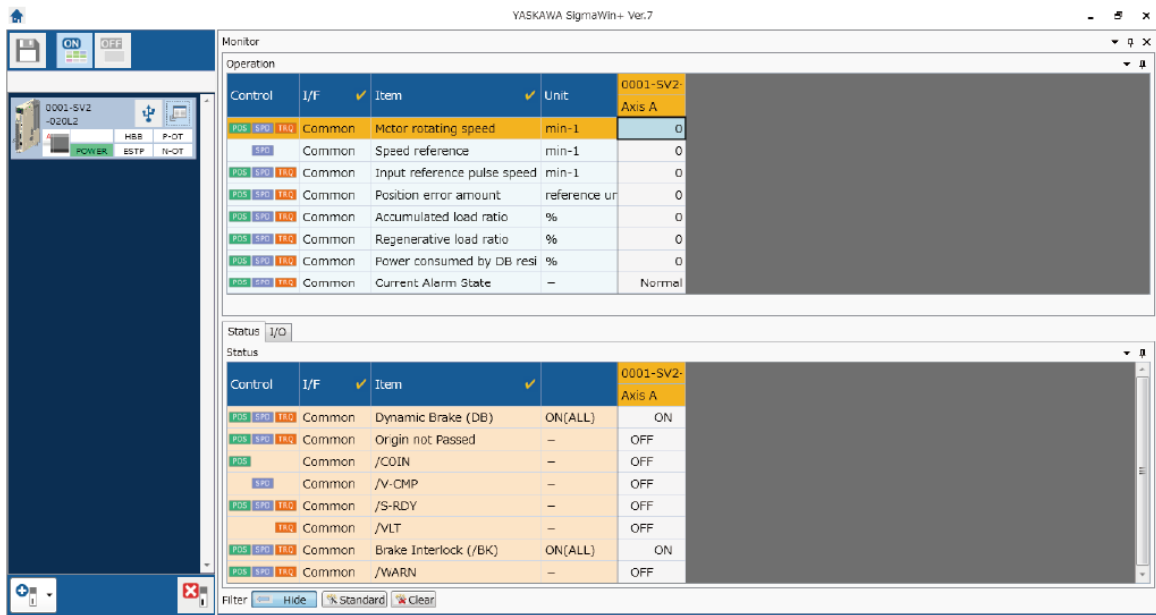 YASKAWA SigmaWin+ Ver.7
ON OFF
0001-SV2
-020L2
HBB P-OT
POWER ESTP N-OT
Monitor
Operation
Control I/F Item Unit 0001-SV2-
Axis A
POS SPD TRQ Common Motor rotating speed min-1 0
SPD Common Speed reference min-1 0
POS SPD TRQ Common Input reference pulse speed min-1 0
POS SPD TRQ Common Position error amount reference un 0
POS SPD TRQ Common Accumulated load ratio % 0
POS SPD TRQ Common Regenerative load ratio % 0
POS SPD TRQ Common Power consumed by DB resi % 0
POS SPD TRQ Common Current Alarm State – Normal
Status I/O
Status
Control I/F Item 0001-SV2-
Axis A
POS SPD TRQ Common Dynamic Brake (DB) ON(ALL) ON
POS SPD TRQ Common Origin not Passed – OFF
POS Common /COIN – OFF
SPD Common /V-CMP – OFF
POS SPD TRQ Common /S-RDY – OFF
TRQ Common /VLT – OFF
POS SPD TRQ Common Brake Interlock (/BK) ON(ALL) ON
POS SPD TRQ Common /WARN – OFF
Filter Hide Standard Clear